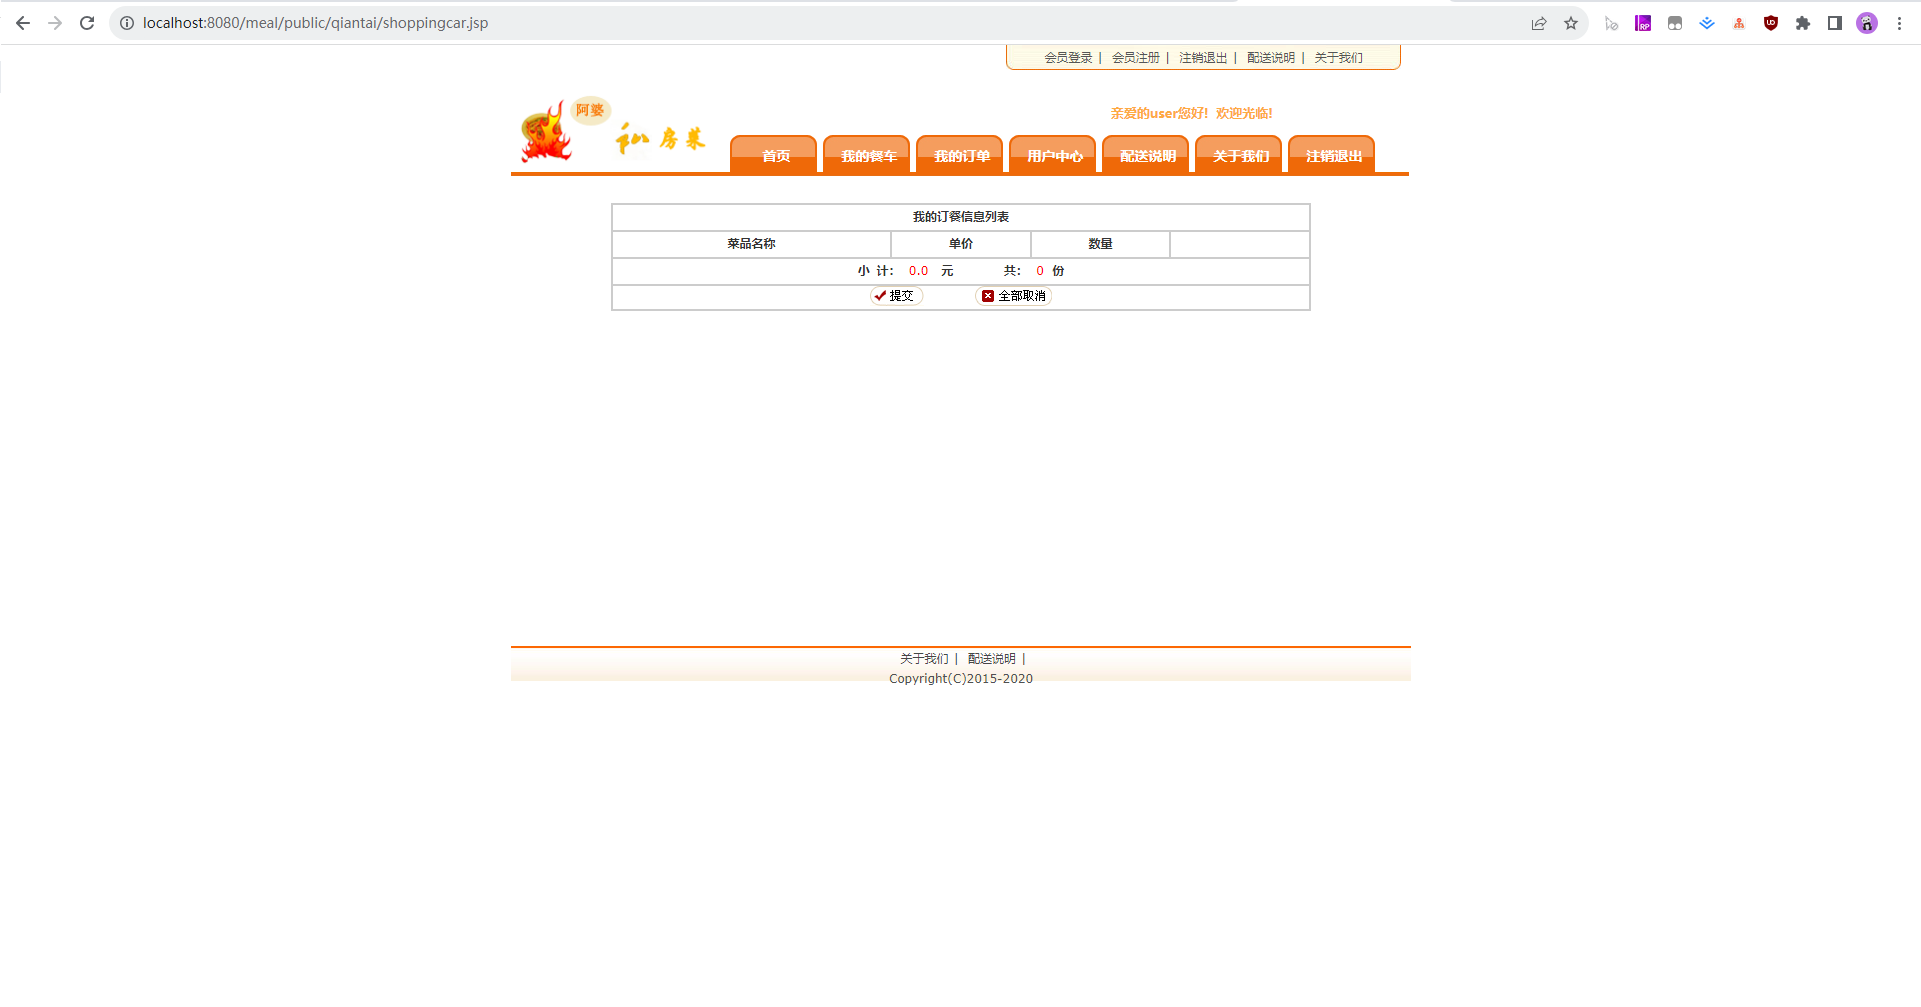 localhost:8080/meal/public/qiantai/shoppingcar.jsp
会员登录 | 会员注册 | 注销退出 | 配送说明 | 关于我们
阿婆
私房菜
亲爱的user您好! 欢迎光临!
首页 我的餐车 我的订单 用户中心 配送说明 关于我们 注销退出
我的订餐信息列表
菜品名称 单价 数量
小 计: 0.0 元 共: 0 份
提交 全部取消
关于我们 | 配送说明 |
Copyright(C)2015-2020